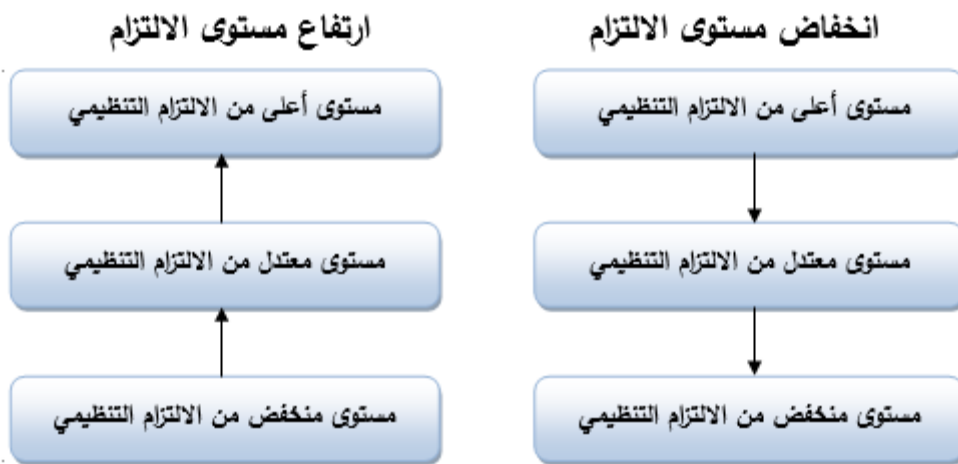 انخفاض مستوى الالتزام
مستوى أعلى من الالتزام التنظيمي
مستوى معتدل من الالتزام التنظيمي
مستوى منخفض من الالتزام التنظيمي
ارتفاع مستوى الالتزام
مستوى أعلى من الالتزام التنظيمي
مستوى معتدل من الالتزام التنظيمي
مستوى منخفض من الالتزام التنظيمي